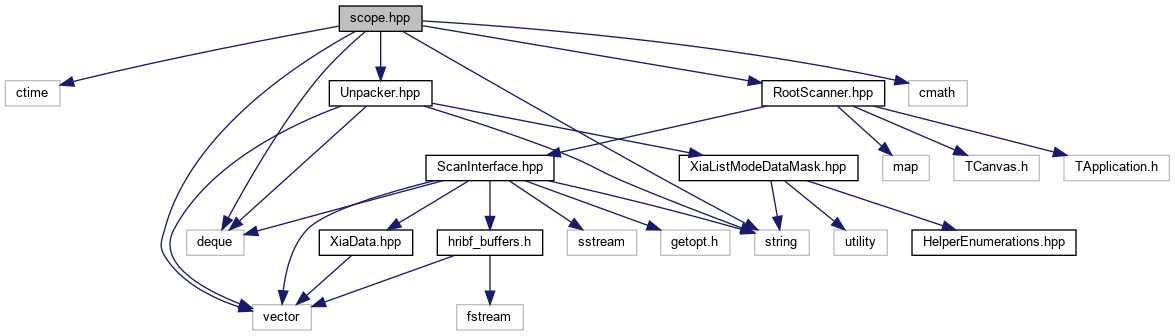 scope.hpp
ctime
Unpacker.hpp
RootScanner.hpp
cmath
ScanInterface.hpp
XiaListModeDataMask.hpp
map
TCanvas.h
TApplication.h
deque
XiaData.hpp
hribf_buffers.h
sstream
getopt.h
string
utility
HelperEnumerations.hpp
vector
fstream